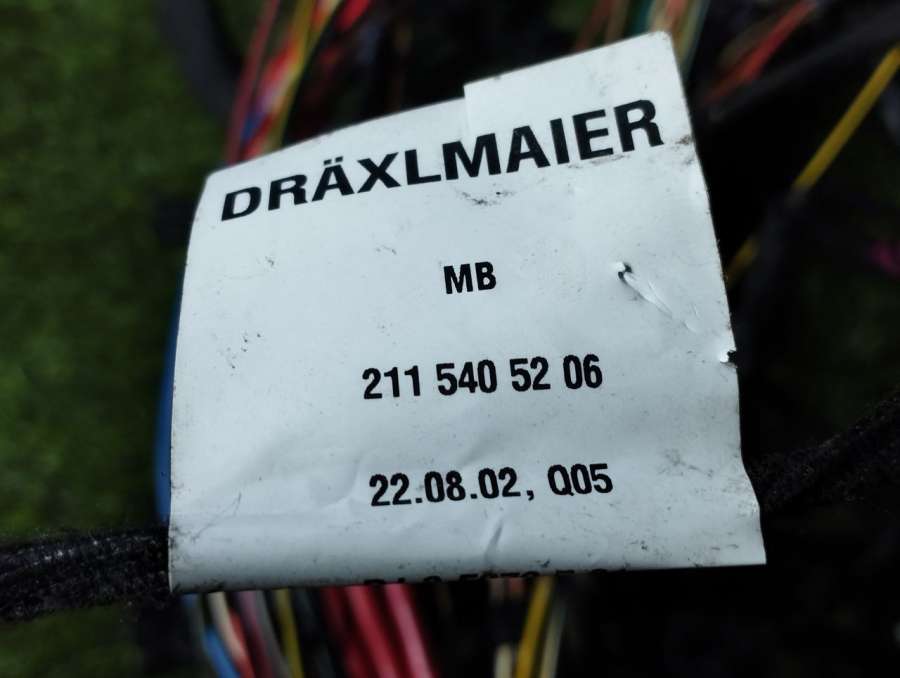 DRÄXLMAIER
MB
211 540 52 06
22.08.02, Q05